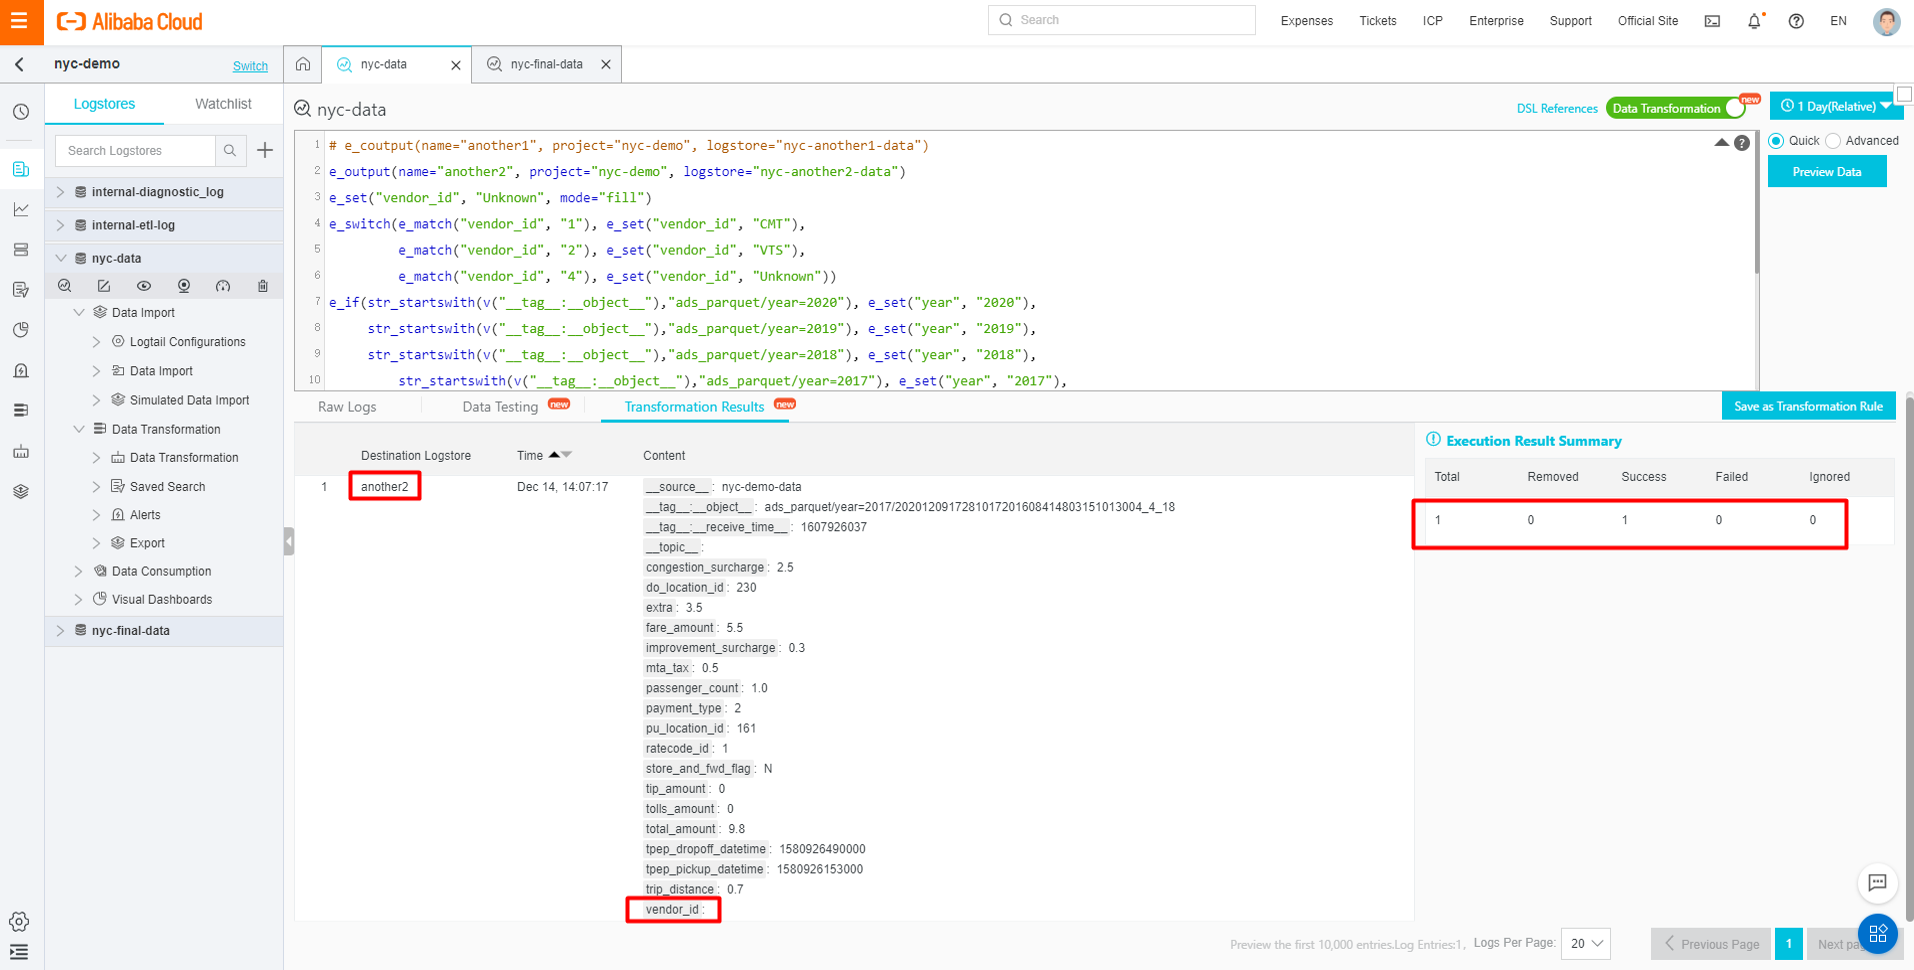 Alibaba Cloud
Search
Expenses
Tickets
ICP
Enterprise
Support
Official Site
EN
nyc-demo
Switch
nyc-data
nyc-final-data
Logstores
Watchlist
Search Logstores
internal-diagnostic_log
internal-etl-log
nyc-data
Data Import
Logtail Configurations
Data Import
Simulated Data Import
Data Transformation
Data Transformation
Saved Search
Alerts
Export
Data Consumption
Visual Dashboards
nyc-final-data
nyc-data
DSL References
Data Transformation
new
1 Day(Relative)
Quick
Advanced
Preview Data
1 # e_coutput(name="another1", project="nyc-demo", logstore="nyc-another1-data")
2 e_output(name="another2", project="nyc-demo", logstore="nyc-another2-data")
3 e_set("vendor_id", "Unknown", mode="fill")
4 e_switch(e_match("vendor_id", "1"), e_set("vendor_id", "CMT"),
5 e_match("vendor_id", "2"), e_set("vendor_id", "VTS"),
6 e_match("vendor_id", "4"), e_set("vendor_id", "Unknown"))
7 e_if(str_startswith(v("__tag__:__object__"),"ads_parquet/year=2020"), e_set("year", "2020"),
8 str_startswith(v("__tag__:__object__"),"ads_parquet/year=2019"), e_set("year", "2019"),
9 str_startswith(v("__tag__:__object__"),"ads_parquet/year=2018"), e_set("year", "2018"),
10 str_startswith(v("__tag__:__object__"),"ads_parquet/year=2017"), e_set("year", "2017"),
Raw Logs
Data Testing new
Transformation Results new
Save as Transformation Rule
Destination Logstore
Time
Content
1
another2
Dec 14, 14:07:17
__source__ : nyc-demo-data
__tag__:__object__ : ads_parquet/year=2017/2020120917281017201608414803151013004_4_18
__tag__:__receive_time__ : 1607926037
__topic__ :
congestion_surcharge : 2.5
do_location_id : 230
extra : 3.5
fare_amount : 5.5
improvement_surcharge : 0.3
mta_tax : 0.5
passenger_count : 1.0
payment_type : 2
pu_location_id : 161
ratecode_id : 1
store_and_fwd_flag : N
tip_amount : 0
tolls_amount : 0
total_amount : 9.8
tpep_dropoff_datetime : 1580926490000
tpep_pickup_datetime : 1580926153000
trip_distance : 0.7
vendor_id :
Execution Result Summary
Total Removed Success Failed Ignored
1 0 1 0 0
Preview the first 10,000 entries.Log Entries:1,
Logs Per Page:
20
Previous Page
1
Next